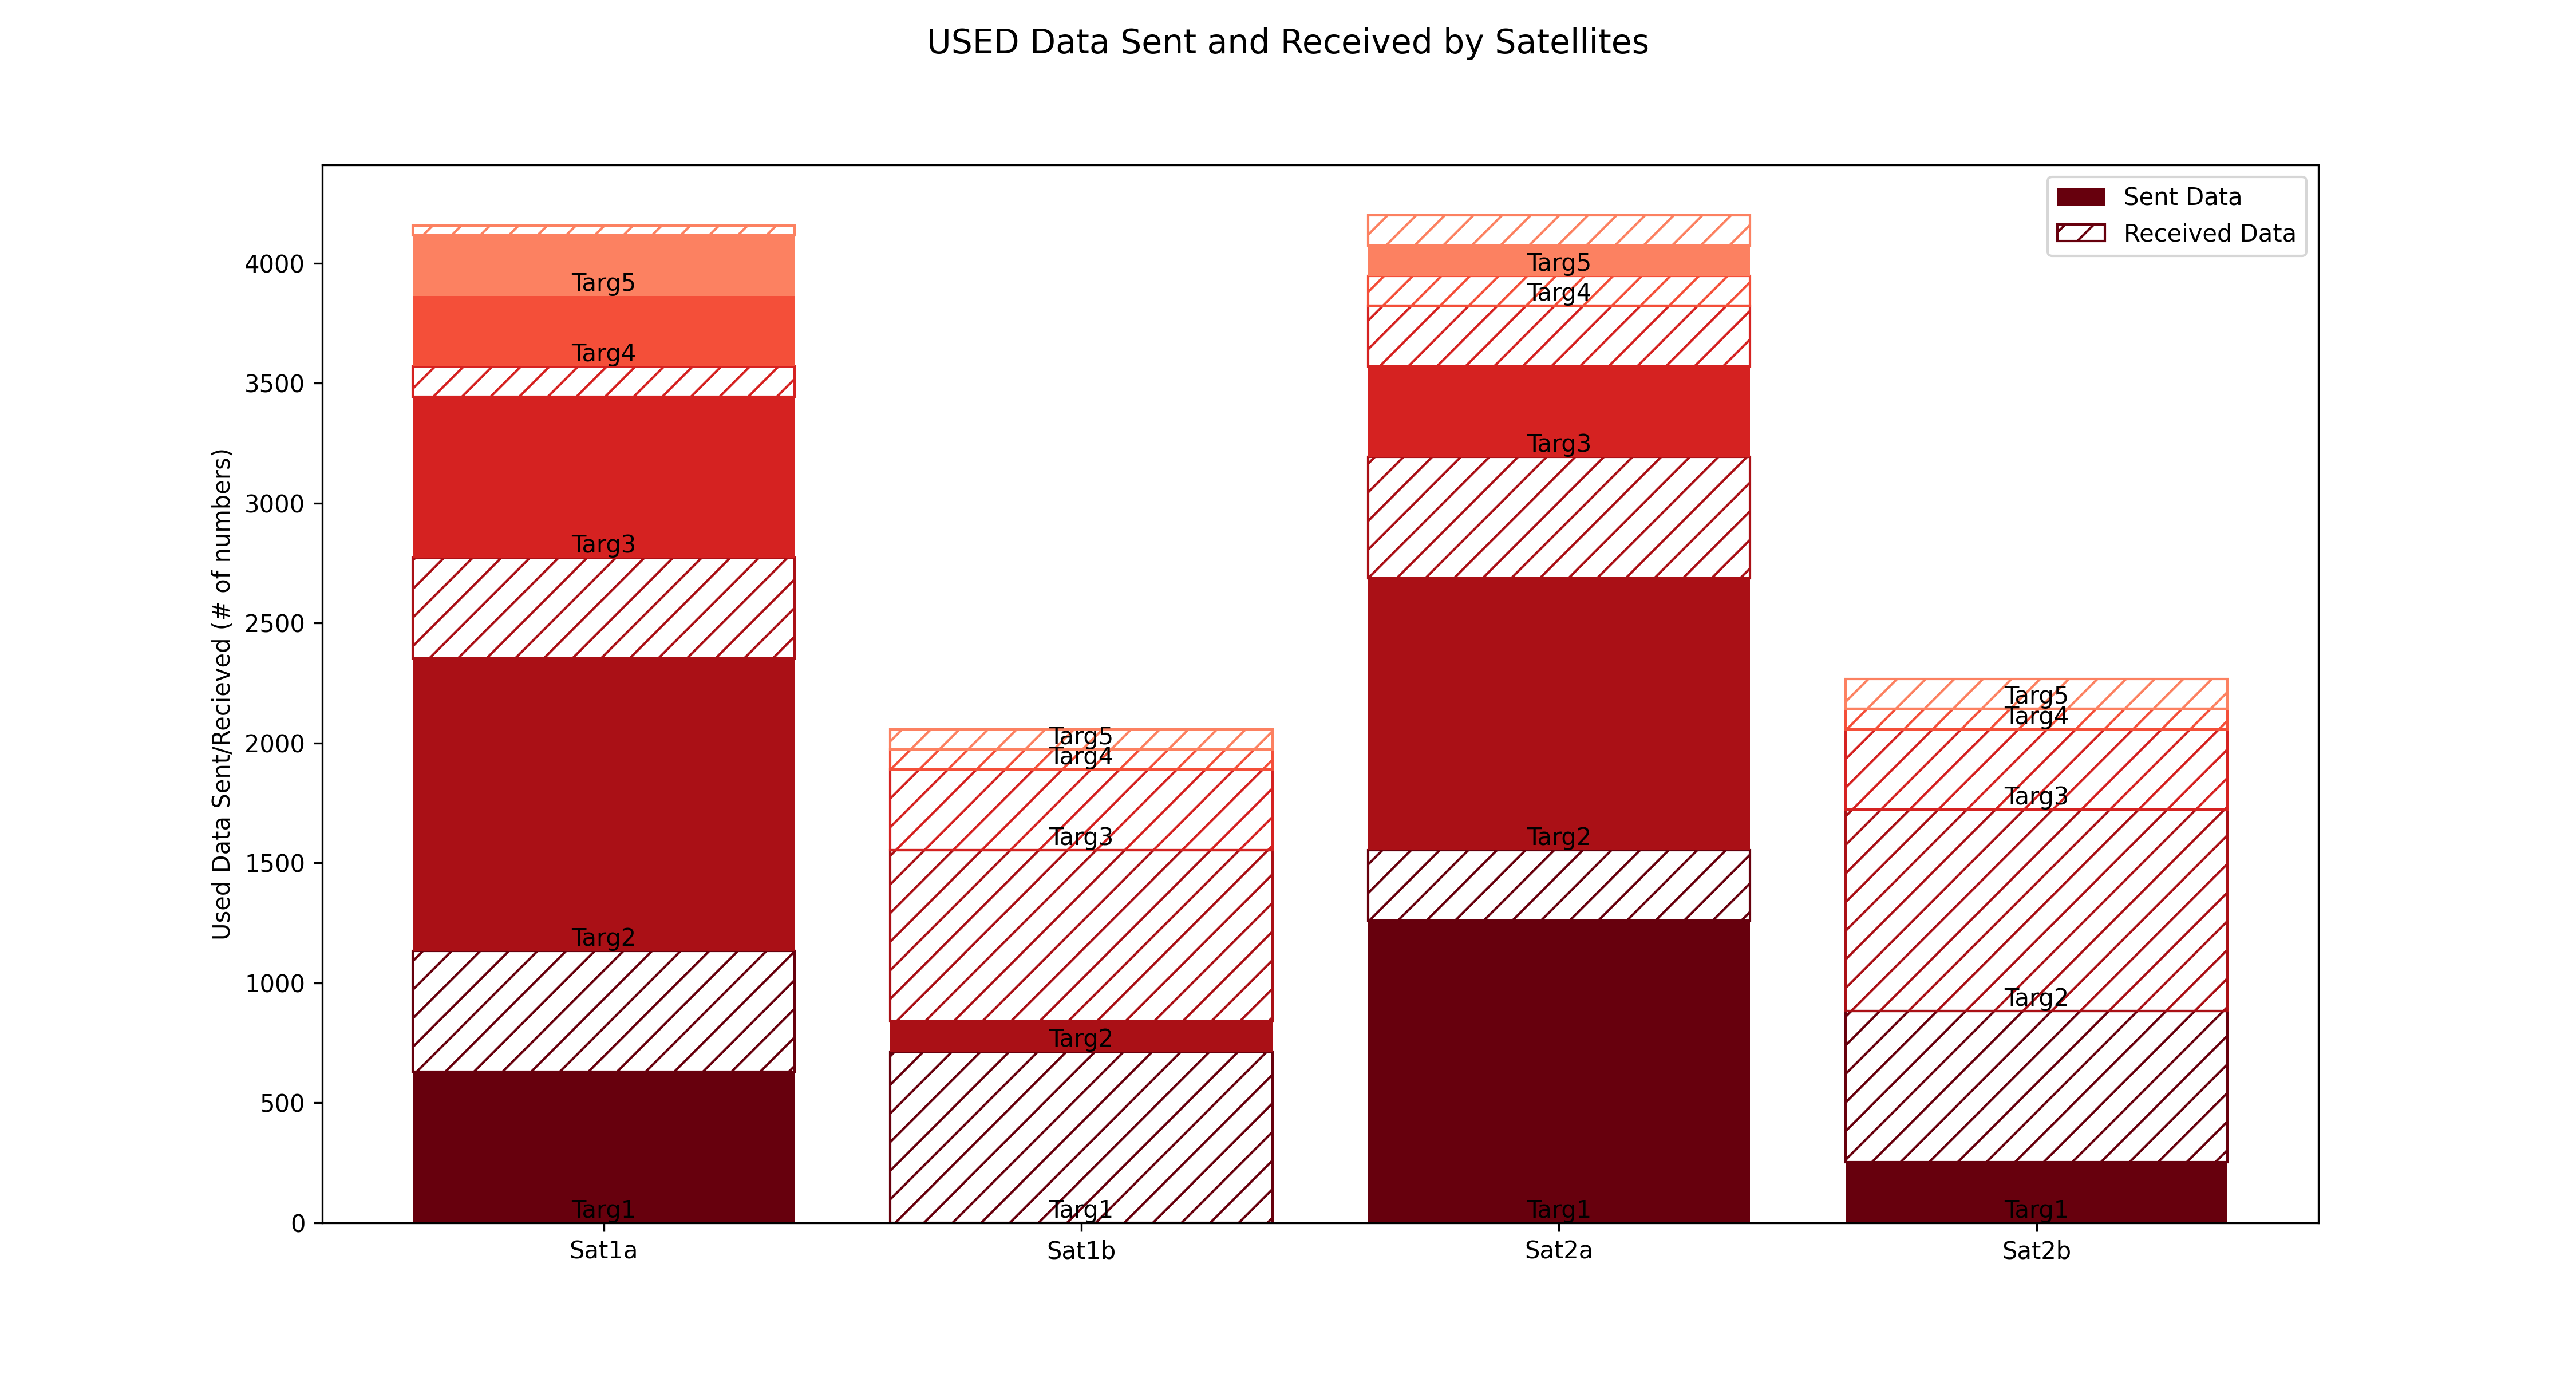 USED Data Sent and Received by Satellites
Sent Data
Received Data
Used Data Sent/Recieved (# of numbers)
4000
3500
3000
2500
2000
1500
1000
500
0
Targ5
Targ4
Targ3
Targ2
Targ1
Targ5
Targ4
Targ3
Targ2
Targ1
Targ5
Targ4
Targ3
Targ2
Targ1
Targ5
Targ4
Targ3
Targ2
Targ1
Sat1a
Sat1b
Sat2a
Sat2b